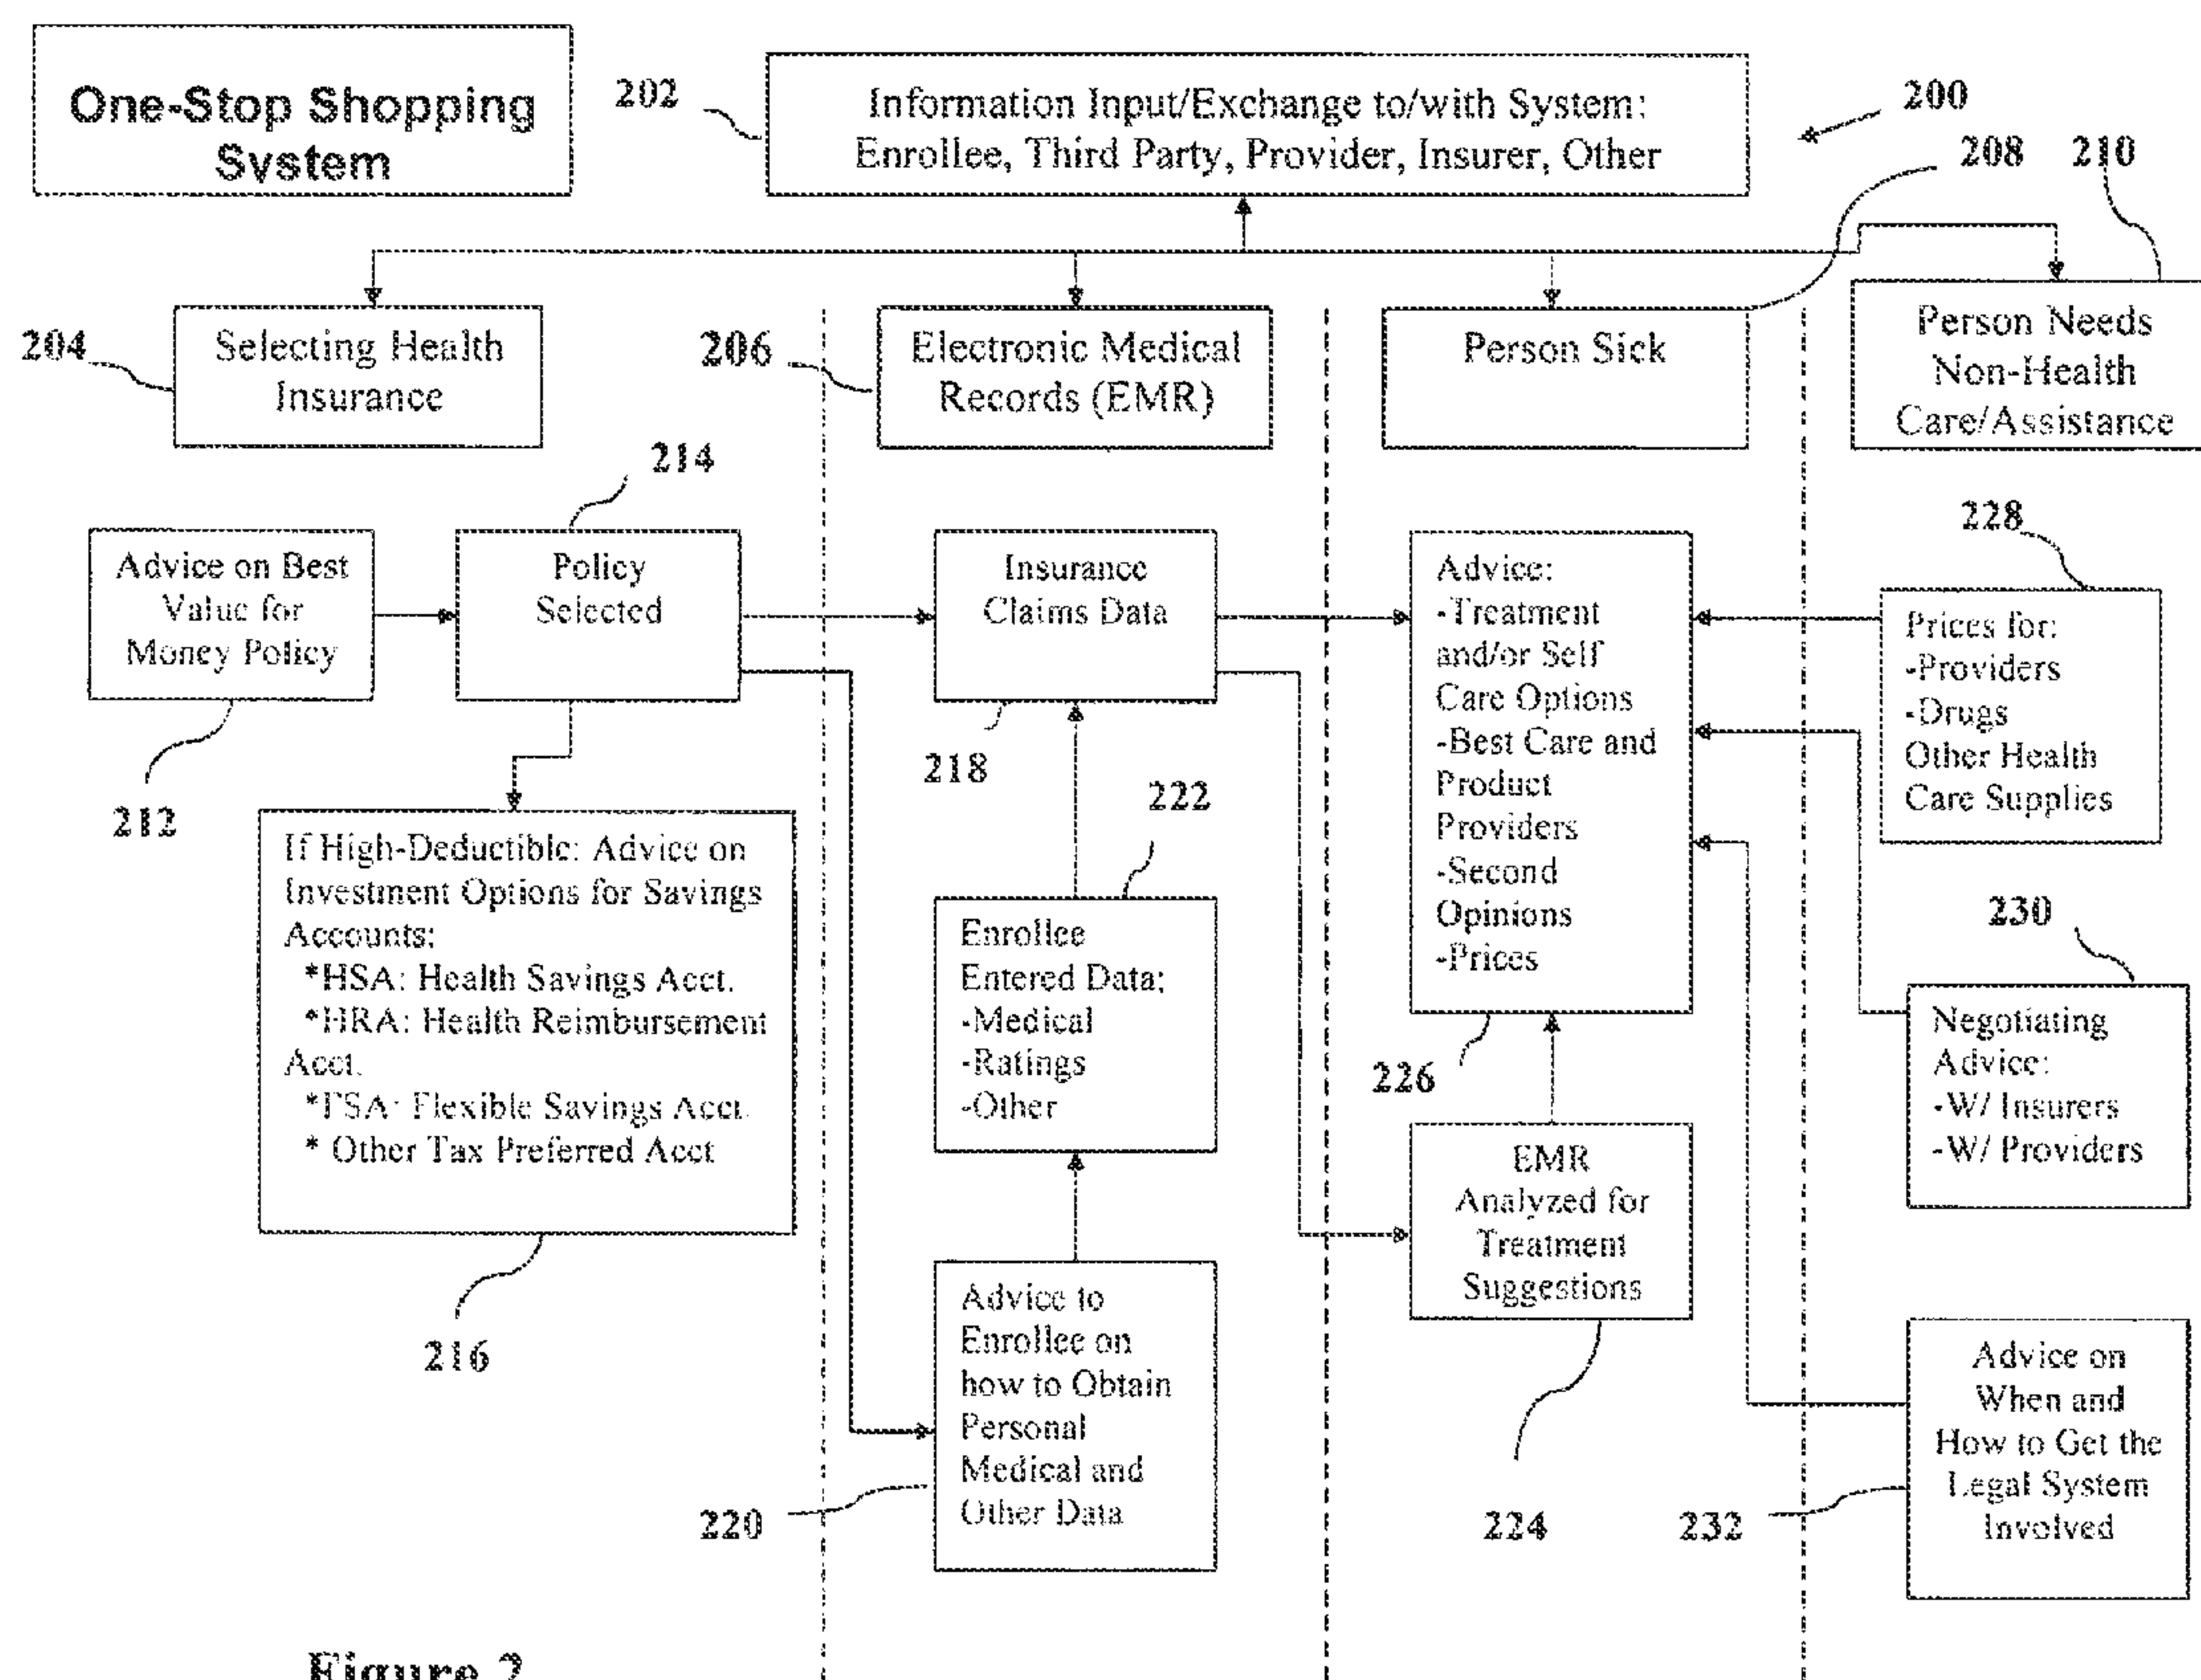 One-Stop Shopping
System
202
Information Input/Exchange to/with System:
Enrollee, Third Party, Provider, Insurer, Other
200
208
210
204
Selecting Health
Insurance
206
Electronic Medical
Records (EMR)
Person Sick
Person Needs
Non-Health
Care/Assistance
214
Advice on Best
Value for
Money Policy
212
Policy
Selected
If High-Deductible: Advice on
Investment Options for Savings
Accounts:
*HSA: Health Savings Acct.
*HRA: Health Reimbursement
Acct.
*FSA: Flexible Savings Acct.
* Other Tax Preferred Acct
216
Insurance
Claims Data
218
222
Enrollee
Entered Data:
-Medical
-Ratings
-Other
Advice to
Enrollee on
how to Obtain
Personal
Medical and
Other Data
220
Advice:
-Treatment
and/or Self
Care Options
-Best Care and
Product
Providers
-Second
Opinions
-Prices
226
EMR
Analyzed for
Treatment
Suggestions
224
228
Prices for:
-Providers
-Drugs
Other Health
Care Supplies
230
Negotiating
Advice:
-W/ Insurers
-W/ Providers
Advice on
When and
How to Get the
Legal System
Involved
232
Figure 2